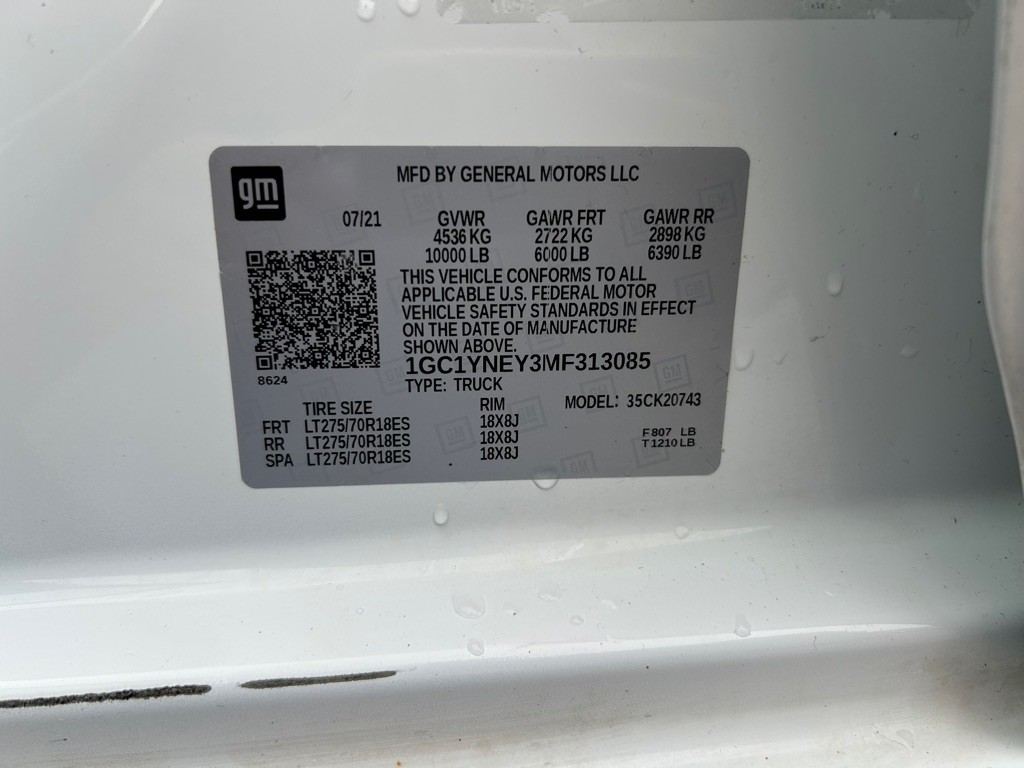 gm
MFD BY GENERAL MOTORS LLC
07/21 GVWR GAWR FRT GAWR RR
4536 KG 2722 KG 2898 KG
10000 LB 6000 LB 6390 LB
THIS VEHICLE CONFORMS TO ALL
APPLICABLE U.S. FEDERAL MOTOR
VEHICLE SAFETY STANDARDS IN EFFECT
ON THE DATE OF MANUFACTURE
SHOWN ABOVE.
8624
1GC1YNEY3MF313085
TYPE: TRUCK
TIRE SIZE RIM MODEL: 35CK20743
FRT LT275/70R18ES 18X8J
RR LT275/70R18ES 18X8J
SPA LT275/70R18ES 18X8J
F 807 LB
T 1210 LB